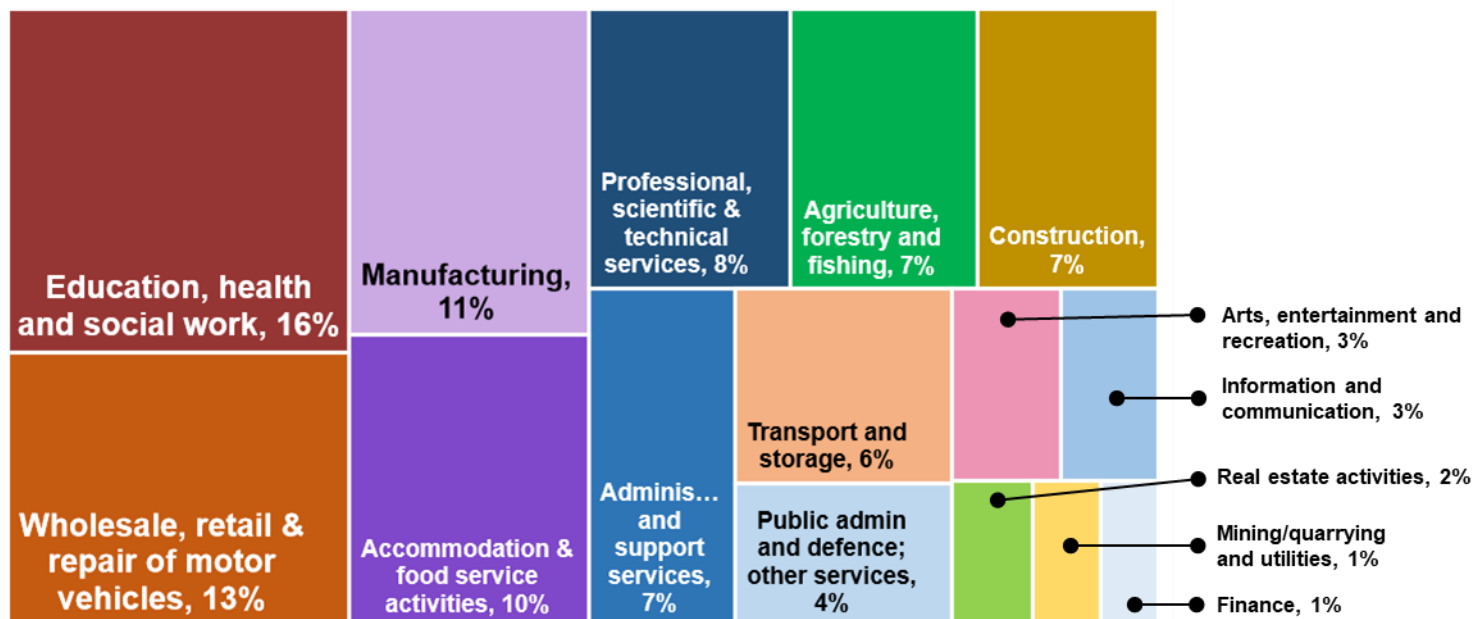 Education, health
and social work, 16%
Wholesale, retail &
repair of motor
vehicles, 13%
Manufacturing,
11%
Accommodation &
food service
activities, 10%
Professional,
scientific &
technical
services, 8%
Agriculture,
forestry and
fishing, 7%
Construction,
7%
Adminis...
and
support
services,
7%
Transport and
storage, 6%
Public admin
and defence;
other services,
4%
Arts, entertainment and
recreation, 3%
Information and
communication, 3%
Real estate activities, 2%
Mining/quarrying
and utilities, 1%
Finance, 1%